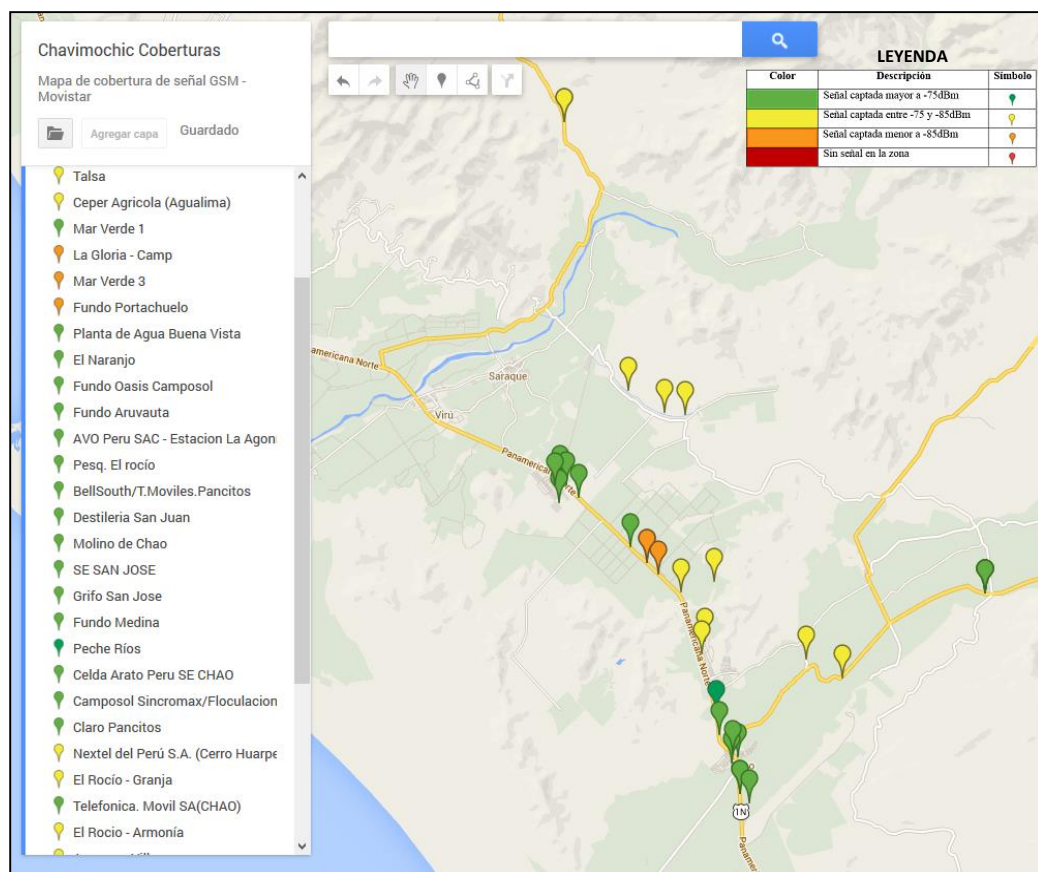 Chavimochic Coberturas
Mapa de cobertura de señal GSM -
Movistar
Agregar capa
Guardado
Talsa
Ceper Agricola (Agualima)
Mar Verde 1
La Gloria - Camp
Mar Verde 3
Fundo Portachuelo
Planta de Agua Buena Vista
El Naranjo
Fundo Oasis Camposol
Fundo Aruvauta
AVO Peru SAC - Estacion La Agon
Pesq. El rocío
BellSouth/T.Moviles.Pancitos
Destileria San Juan
Molino de Chao
SE SAN JOSE
Grifo San Jose
Fundo Medina
Peche Ríos
Celda Arato Peru SE CHAO
Camposol Sincromax/Floculacion
Claro Pancitos
Nextel del Perú S.A. (Cerro Huarpe
El Rocío - Granja
Telefonica. Movil SA(CHAO)
El Rocio - Armonía
LEYENDA
Color Descripción Símbolo
Señal captada mayor a -75dBm
Señal captada entre -75 y -85dBm
Señal captada menor a -85dBm
Sin señal en la zona
americana Norte
Saraque
Virú
Panamericana Norte
Panamericana Norte
1N